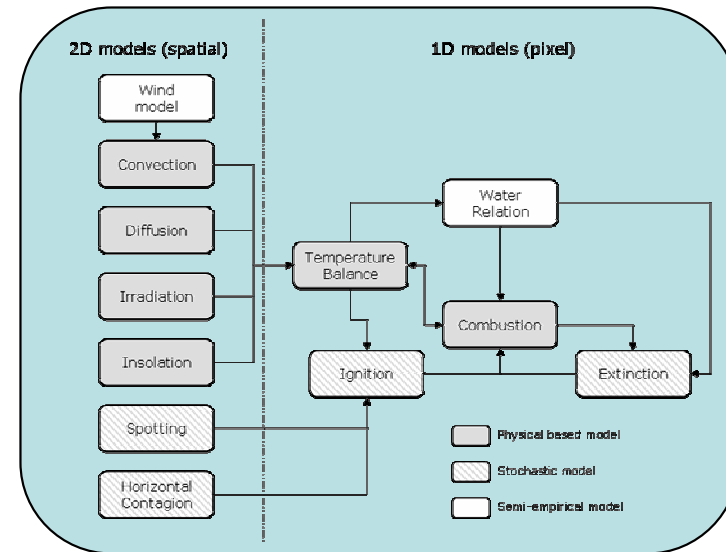 2D models (spatial)
1D models (pixel)
Wind
model
Convection
Diffusion
Irradiation
Insolation
Spotting
Horizontal
Contagion
Temperature
Balance
Water
Relation
Combustion
Ignition
Extinction
Physical based model
Stochastic model
Semi-empirical model